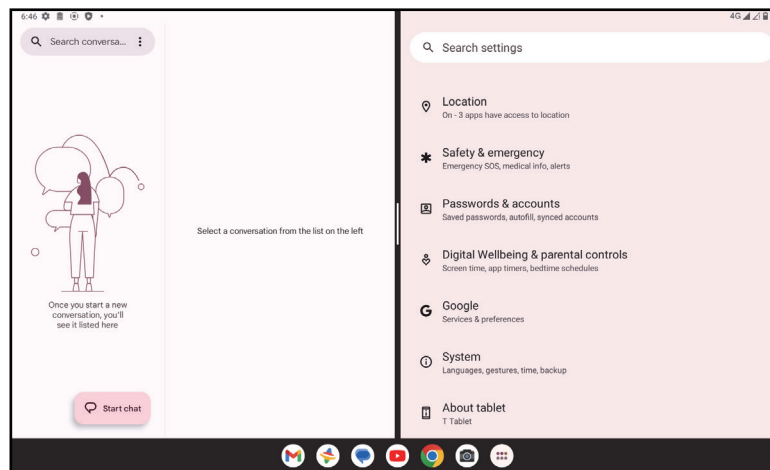 6:46
4G
Search conversa...
Once you start a new
conversation, you'll
see it listed here
Start chat
Select a conversation from the list on the left
Search settings
Location
On - 3 apps have access to location
Safety & emergency
Emergency SOS, medical info, alerts
Passwords & accounts
Saved passwords, autofill, synced accounts
Digital Wellbeing & parental controls
Screen time, app timers, bedtime schedules
Google
Services & preferences
System
Languages, gestures, time, backup
About tablet
T Tablet